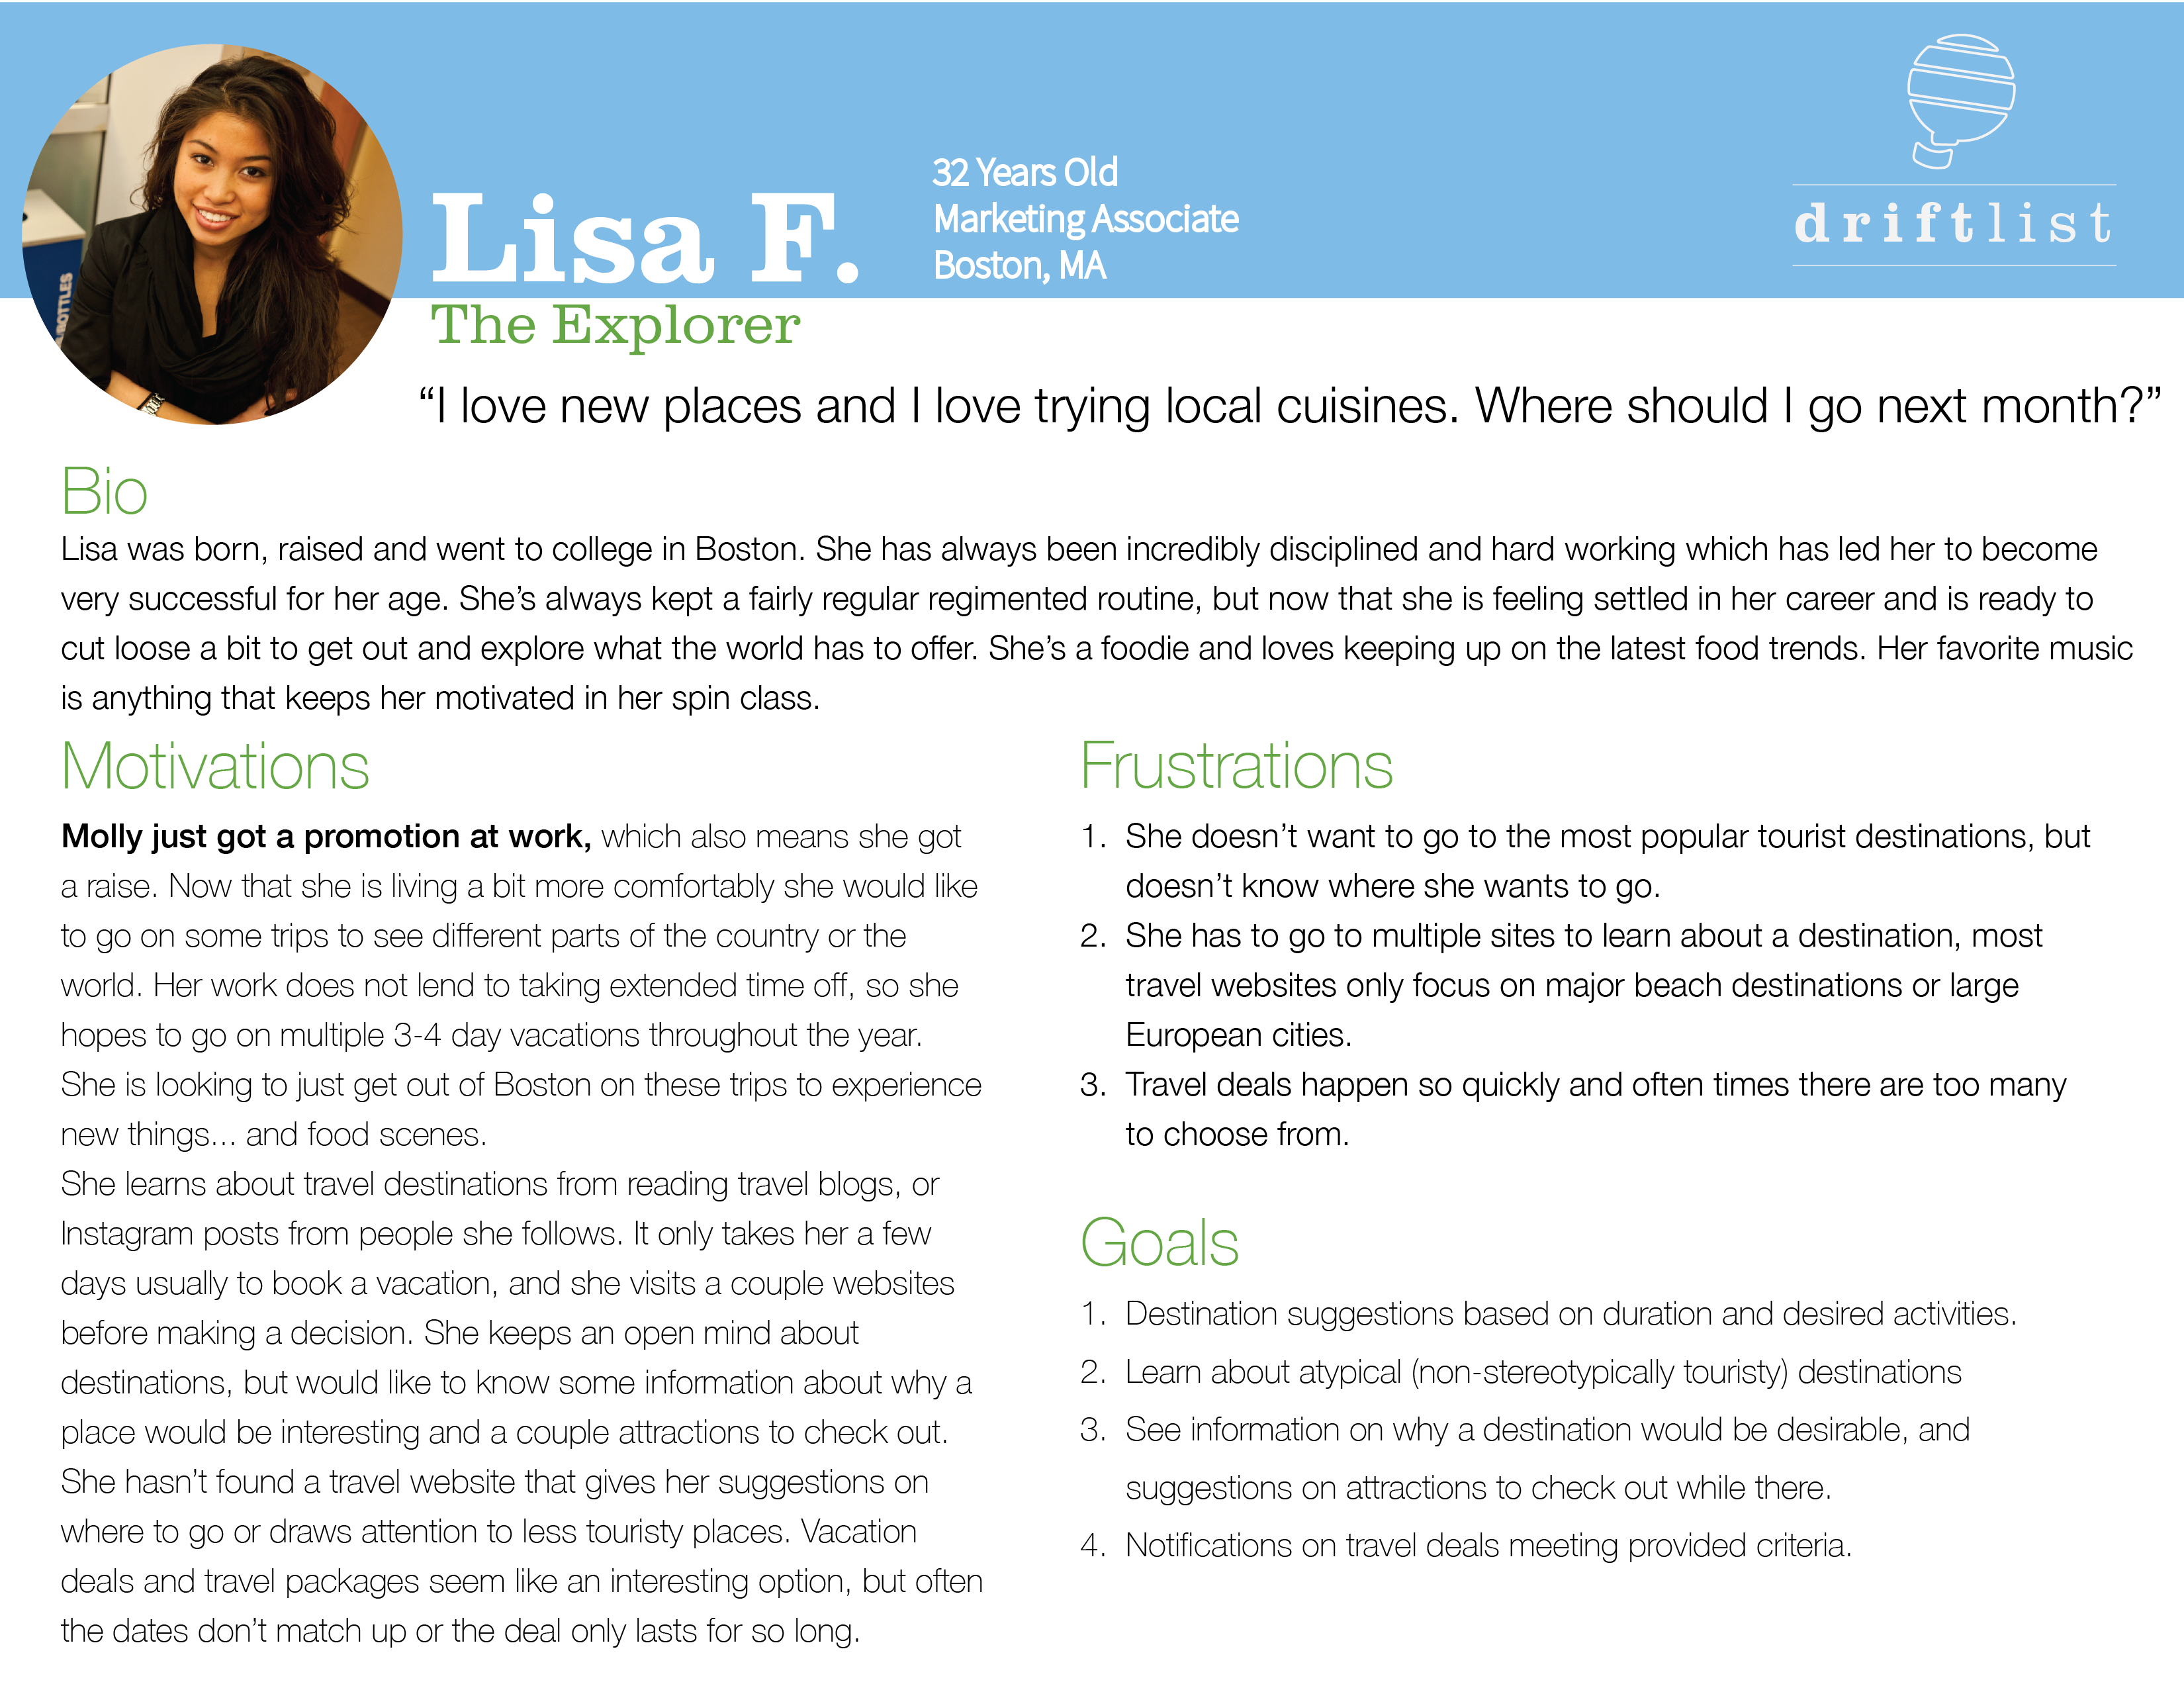 Lisa F.
The Explorer
32 Years Old
Marketing Associate
Boston, MA
driftlist
BOTTLES
“I love new places and I love trying local cuisines. Where should I go next month?”
Bio
Lisa was born, raised and went to college in Boston. She has always been incredibly disciplined and hard working which has led her to become
very successful for her age. She’s always kept a fairly regular regimented routine, but now that she is feeling settled in her career and is ready to
cut loose a bit to get out and explore what the world has to offer. She’s a foodie and loves keeping up on the latest food trends. Her favorite music
is anything that keeps her motivated in her spin class.
Motivations
Molly just got a promotion at work, which also means she got
a raise. Now that she is living a bit more comfortably she would like
to go on some trips to see different parts of the country or the
world. Her work does not lend to taking extended time off, so she
hopes to go on multiple 3-4 day vacations throughout the year.
She is looking to just get out of Boston on these trips to experience
new things... and food scenes.
She learns about travel destinations from reading travel blogs, or
Instagram posts from people she follows. It only takes her a few
days usually to book a vacation, and she visits a couple websites
before making a decision. She keeps an open mind about
destinations, but would like to know some information about why a
place would be interesting and a couple attractions to check out.
She hasn’t found a travel website that gives her suggestions on
where to go or draws attention to less touristy places. Vacation
deals and travel packages seem like an interesting option, but often
the dates don’t match up or the deal only lasts for so long.
Frustrations
1. She doesn’t want to go to the most popular tourist destinations, but
doesn’t know where she wants to go.
2. She has to go to multiple sites to learn about a destination, most
travel websites only focus on major beach destinations or large
European cities.
3. Travel deals happen so quickly and often times there are too many
to choose from.
Goals
1. Destination suggestions based on duration and desired activities.
2. Learn about atypical (non-stereotypically touristy) destinations
3. See information on why a destination would be desirable, and
suggestions on attractions to check out while there.
4. Notifications on travel deals meeting provided criteria.